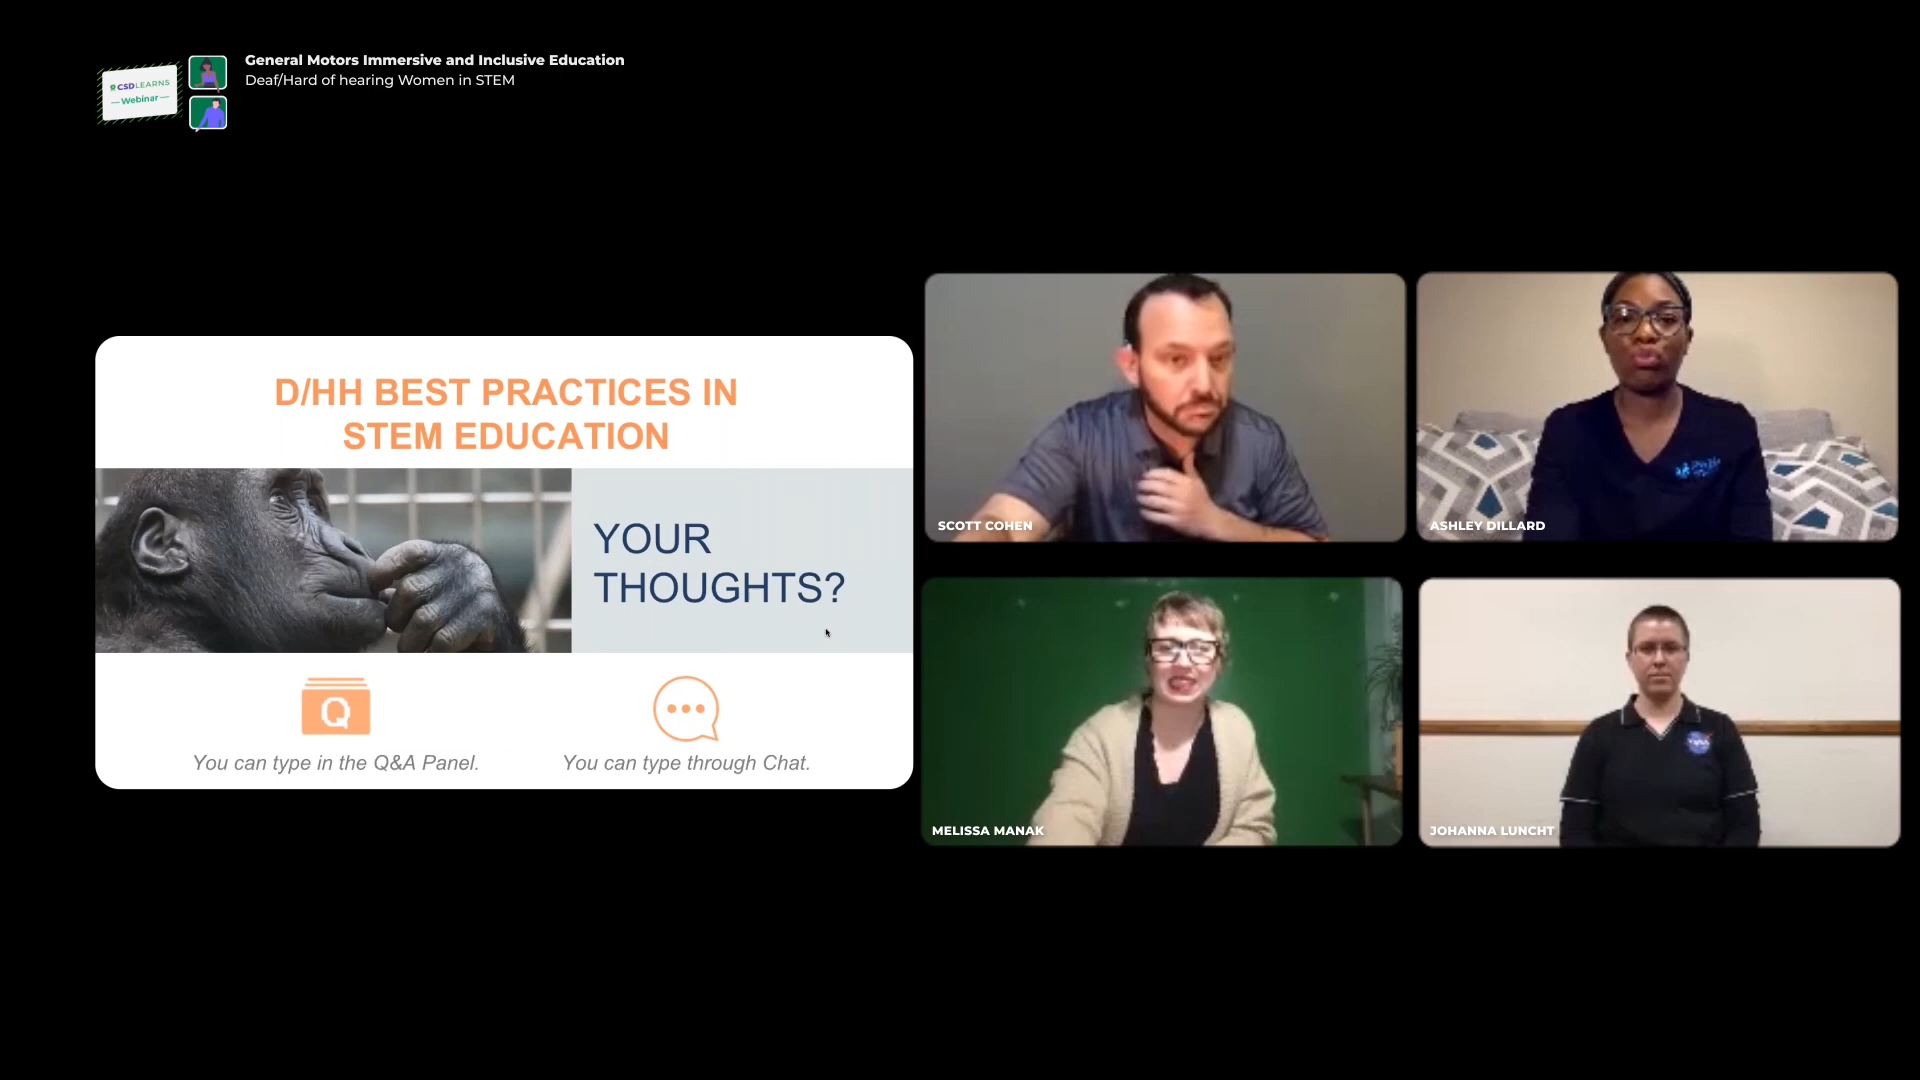 CSDLEARNS
— Webinar —
General Motors Immersive and Inclusive Education
Deaf/Hard of hearing Women in STEM
D/HH BEST PRACTICES IN
STEM EDUCATION
YOUR
THOUGHTS?
Q
You can type in the Q&A Panel.
You can type through Chat.
SCOTT COHEN
ASHLEY DILLARD
MELISSA MANAK
NASA
JOHANNA LUNCHT